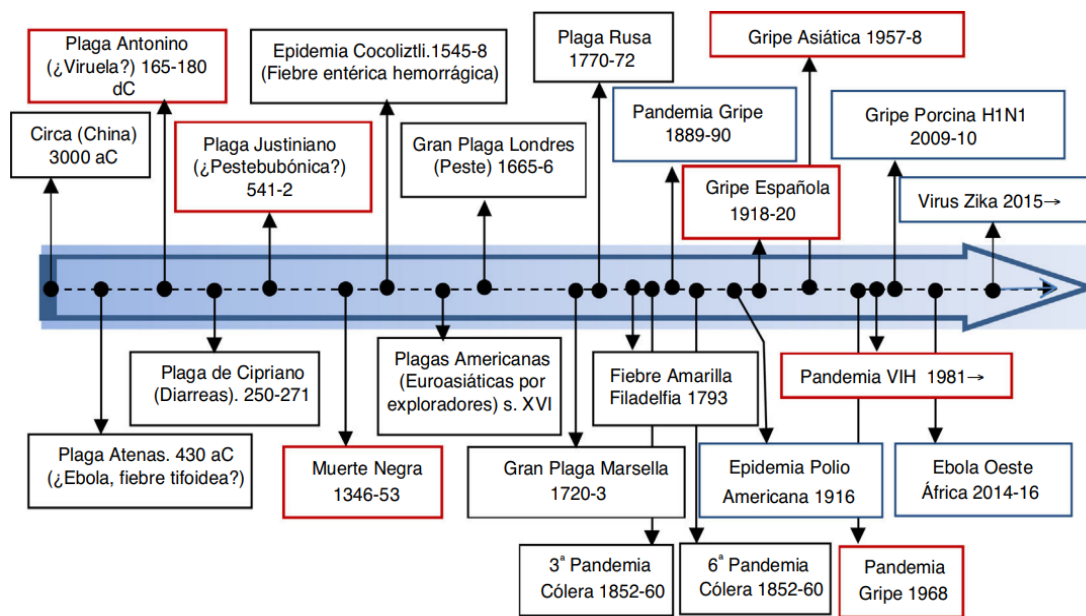 Plaga Antonino
(¿Viruela?) 165-180
dC
Epidemia Cocoliztli.1545-8
(Fiebre entérica hemorrágica)
Plaga Rusa
1770-72
Gripe Asiática 1957-8
Circa (China)
3000 aC
Plaga Justiniano
(¿Pestebubónica?)
541-2
Gran Plaga Londres
(Peste) 1665-6
Pandemia Gripe
1889-90
Gripe Porcina H1N1
2009-10
Gripe Española
1918-20
Virus Zika 2015→
Plaga de Cipriano
(Diarreas). 250-271
Plagas Americanas
(Euroasiáticas por
exploradores) s. XVI
Fiebre Amarilla
Filadelfia 1793
Pandemia VIH 1981→
Plaga Atenas. 430 aC
(¿Ebola, fiebre tifoidea?)
Muerte Negra
1346-53
Gran Plaga Marsella
1720-3
Epidemia Polio
Americana 1916
Ebola Oeste
África 2014-16
3ª Pandemia
Cólera 1852-60
6ª Pandemia
Cólera 1852-60
Pandemia
Gripe 1968